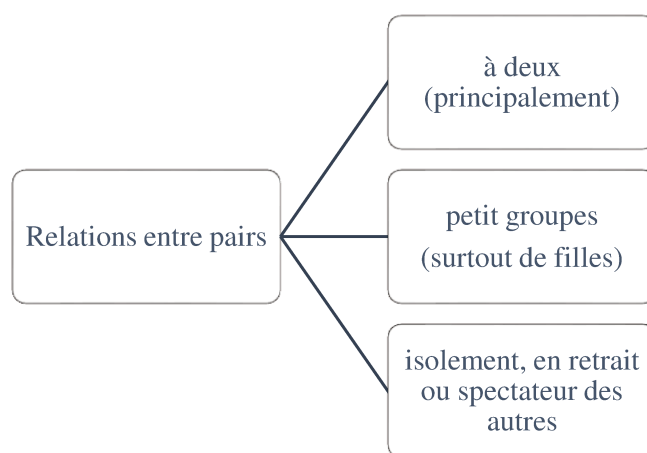 à deux
(principalement)
Relations entre pairs
petit groupes
(surtout de filles)
isolement, en retrait
ou spectateur des
autres